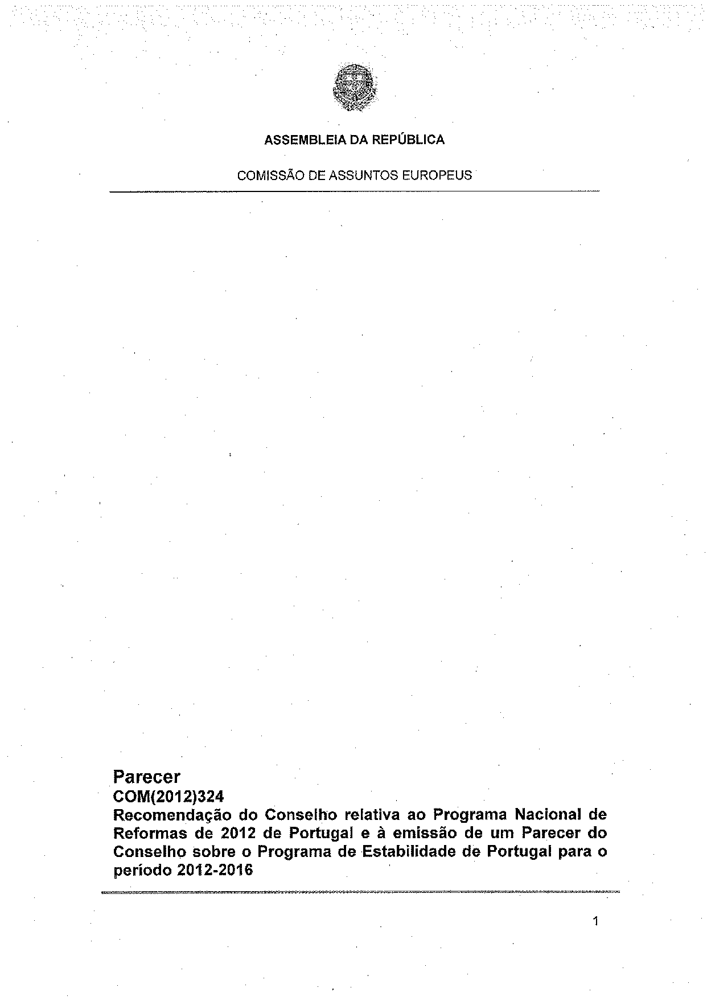 ASSEMBLEIA DA REPÚBLICA
COMISSÃO DE ASSUNTOS EUROPEUS
Parecer
COM(2012)324
Recomendação do Conselho relativa ao Programa Nacional de
Reformas de 2012 de Portugal e à emissão de um Parecer do
Conselho sobre o Programa de Estabilidade de Portugal para o
período 2012-2016
1